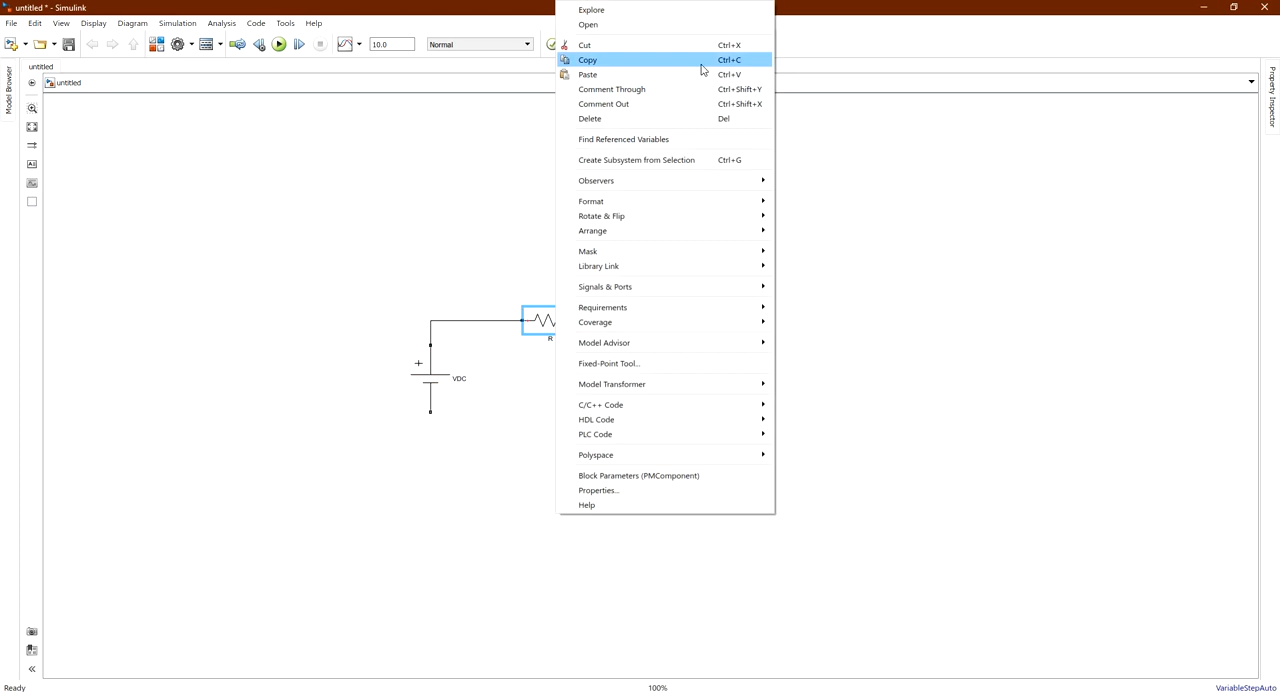 untitled * - Simulink
File Edit View Display Diagram Simulation Analysis Code Tools Help
10.0 Normal
Model Browser
untitled
untitled
Property Inspector
Explore
Open
Cut Ctrl+X
Copy Ctrl+C
Paste Ctrl+V
Comment Through Ctrl+Shift+Y
Comment Out Ctrl+Shift+X
Delete Del
Find Referenced Variables
Create Subsystem from Selection Ctrl+G
Observers
Format
Rotate & Flip
Arrange
Mask
Library Link
Signals & Ports
Requirements
Coverage
Model Advisor
Fixed-Point Tool...
Model Transformer
C/C++ Code
HDL Code
PLC Code
Polyspace
Block Parameters (PMComponent)
Properties...
Help
R
+
VDC
Ready 100% VariableStepAuto